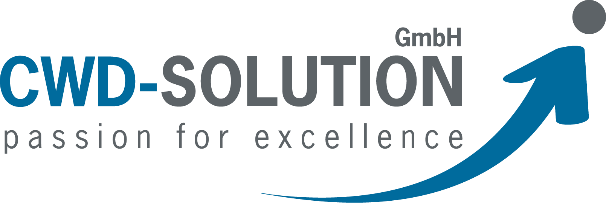 GmbH
CWD-SOLUTION
passion for excellence